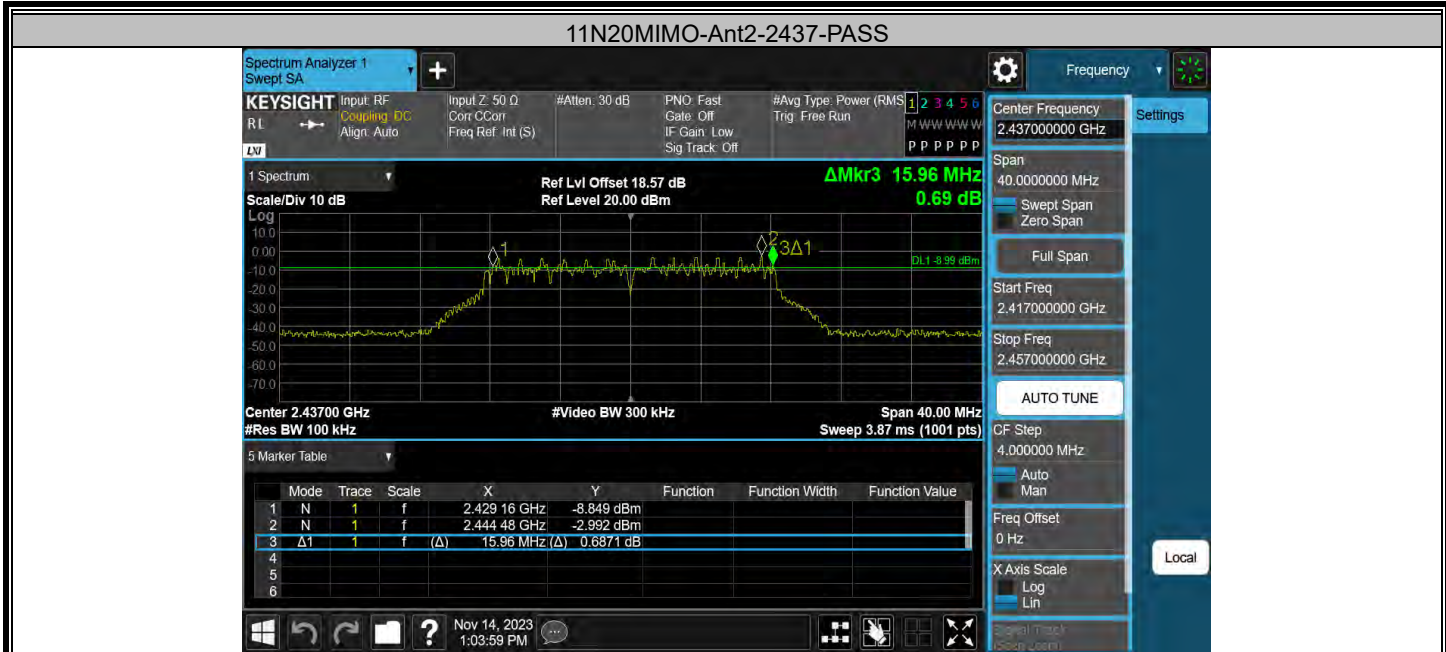 11N20MIMO-Ant2-2437-PASS
Spectrum Analyzer 1
Swept SA
+
Frequency
KEYSIGHT
RL
LXI
Input: RF
Coupling: DC
Align: Auto
Input Z: 50 Ω
Corr CCorr
Freq Ref: Int (S)
#Atten: 30 dB
PNO: Fast
Gate: Off
IF Gain: Low
Sig Track: Off
#Avg Type: Power (RMS
Trig: Free Run
1 2 3 4 5 6
M W W W W W
P P P P P P
1 Spectrum
Scale/Div 10 dB
Log
Ref Lvl Offset 18.57 dB
Ref Level 20.00 dBm
ΔMkr3 15.96 MHz
0.69 dB
10.0
0.00
-10.0
-20.0
-30.0
-40.0
-50.0
-60.0
-70.0
1
2
3Δ1
DL1 -8.99 dBm
Center 2.43700 GHz
#Res BW 100 kHz
#Video BW 300 kHz
Span 40.00 MHz
Sweep 3.87 ms (1001 pts)
5 Marker Table
Mode Trace Scale X Y Function Function Width Function Value
1 N 1 f 2.429 16 GHz -8.849 dBm
2 N 1 f 2.444 48 GHz -2.992 dBm
3 Δ1 1 f (Δ) 15.96 MHz (Δ) 0.6871 dB
4
5
6
Nov 14, 2023
1:03:59 PM
?
Center Frequency
2.437000000 GHz
Settings
Span
40.0000000 MHz
Swept Span
Zero Span
Full Span
Start Freq
2.417000000 GHz
Stop Freq
2.457000000 GHz
AUTO TUNE
CF Step
4.000000 MHz
Auto
Man
Freq Offset
0 Hz
X Axis Scale
Log
Lin
Local